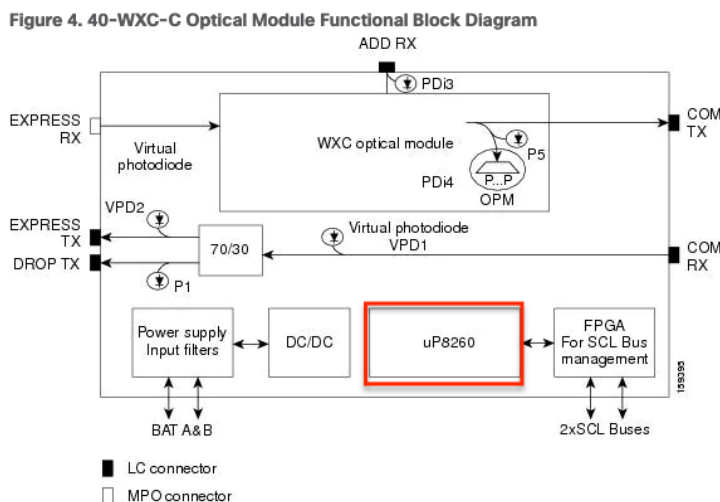 Figure 4. 40-WXC-C Optical Module Functional Block Diagram
ADD RX
PDi3
EXPRESS
RX
Virtual
photodiode
WXC optical module
COM
TX
P5
PDi4
P...P
OPM
VPD2
EXPRESS
TX
70/30
Virtual photodiode
VPD1
COM
RX
DROP TX
P1
Power supply
Input filters
DC/DC
uP8260
FPGA
For SCL Bus
management
159395
BAT A&B
2xSCL Buses
LC connector
MPO connector